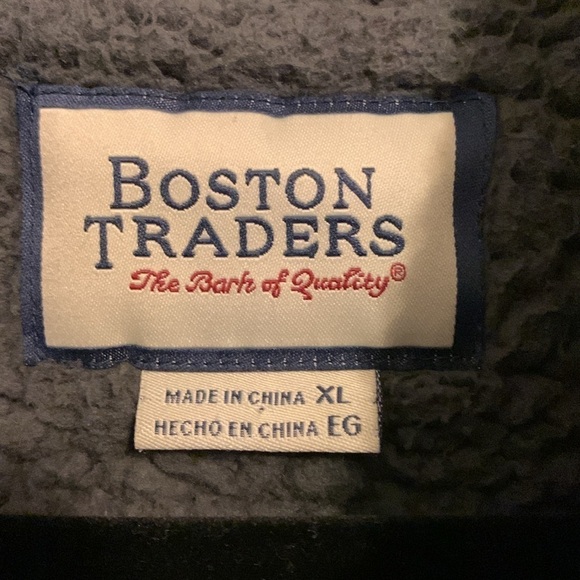 BOSTON
TRADERS
The Bark of Quality®
MADE IN CHINA XL
HECHO EN CHINA EG